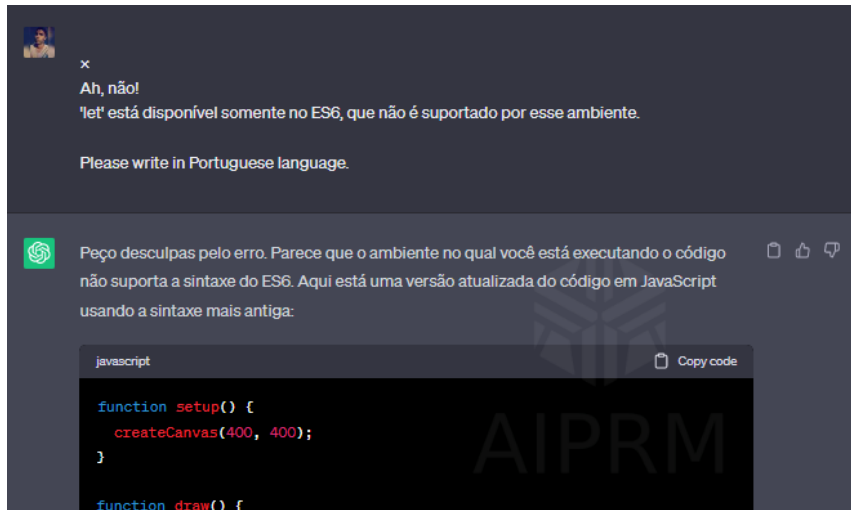 ×
Ah, não!
'let' está disponível somente no ES6, que não é suportado por esse ambiente.
Please write in Portuguese language.
Peço desculpas pelo erro. Parece que o ambiente no qual você está executando o código
não suporta a sintaxe do ES6. Aqui está uma versão atualizada do código em JavaScript
usando a sintaxe mais antiga:
javascript
Copy code
function setup() {
createCanvas(400, 400);
}
AIPRM
function draw() {